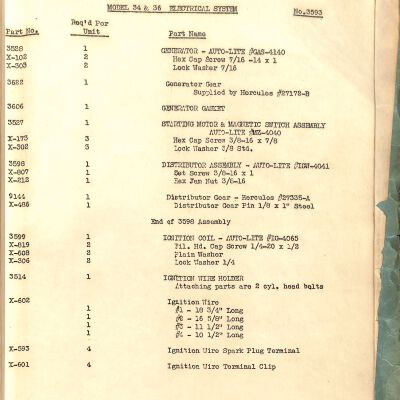 MODEL 34 & 36 ELECTRICAL SYSTEM No.3593
Req'd Per
Part No. Unit Part Name
3528 1 GENERATOR - AUTO-LITE #GAS-4140
X-102 2 Hex Cap Screw 7/16 -14 x 1
X-303 2 Lock Washer 7/16
3622 1 Generator Gear
Supplied by Hercules #27172-B
3606 1 GENERATOR GASKET
3527 1 STARTING MOTOR & MAGNETIC SWITCH ASSEMBLY
AUTO-LITE #MZ-4040
X-173 3 Hex Cap Screw 3/8-16 x 7/8
X-302 3 Lock Washer 3/8 Std.
3598 1 DISTRIBUTOR ASSEMBLY - AUTO-LITE #IGW-4041
X-807 1 Set Screw 3/8-16 x 1
X-212 1 Hex Jam Nut 3/8-16
9144 1 Distributor Gear - Hercules #27335-A
X-486 1 Distributor Gear Pin 1/8 x 1" Steel
End of 3598 Assembly
3599 1 IGNITION COIL - AUTO-LITE #IG-4065
X-819 2 Fil. Hd. Cap Screw 1/4-20 x 1/2
X-608 2 Plain Washer
X-306 2 Lock Washer 1/4
3514 1 IGNITION WIRE HOLDER
Attaching parts are 2 cyl. head bolts
X-602 Ignition Wire
1 #1 - 18 3/4" Long
1 #2 - 16 5/8" Long
1 #3 - 11 1/2" Long
1 #4 - 10 1/2" Long
X-593 4 Ignition Wire Spark Plug Terminal
X-601 4 Ignition Wire Terminal Clip